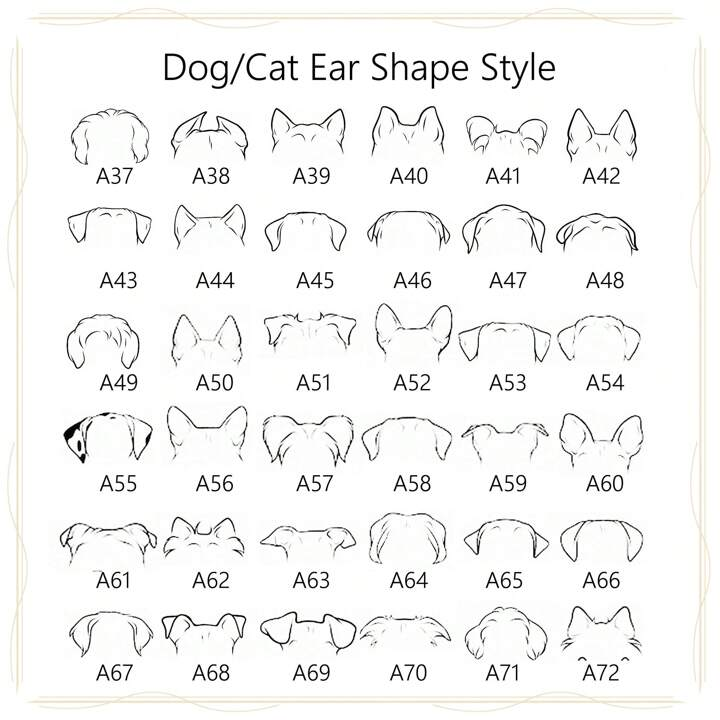 Dog/Cat Ear Shape Style
A37 A38 A39 A40 A41 A42
A43 A44 A45 A46 A47 A48
A49 A50 A51 A52 A53 A54
A55 A56 A57 A58 A59 A60
A61 A62 A63 A64 A65 A66
A67 A68 A69 A70 A71 A72